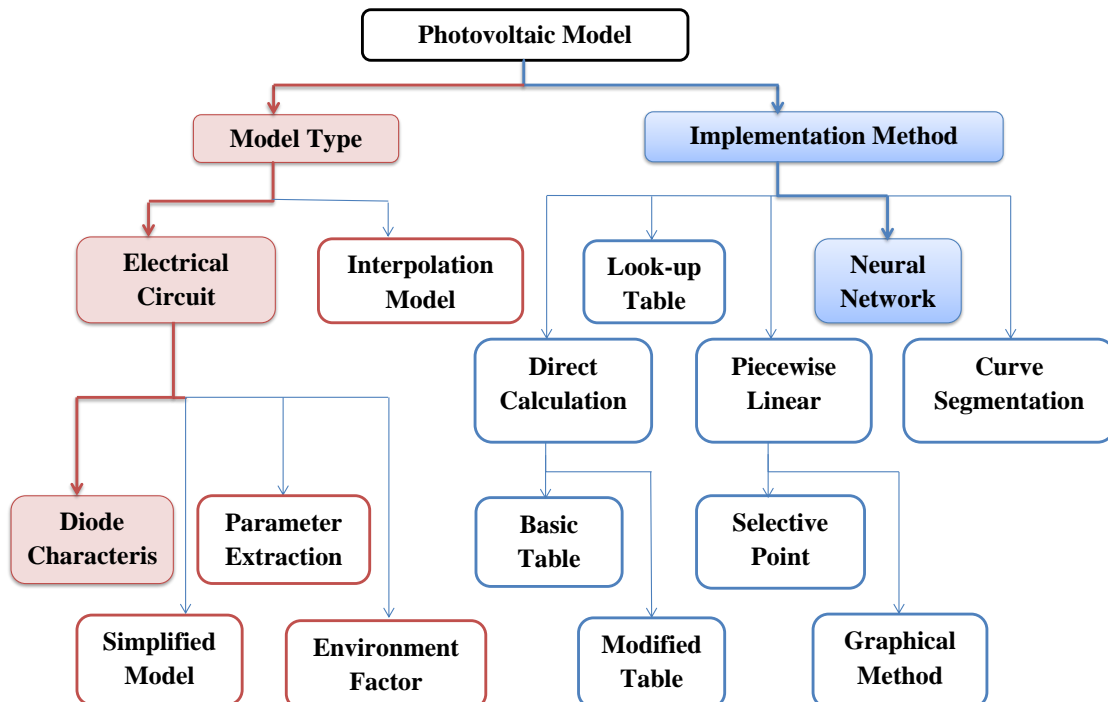 Photovoltaic Model
Model Type
Implementation Method
Electrical
Circuit
Interpolation
Model
Look-up
Table
Neural
Network
Direct
Calculation
Piecewise
Linear
Curve
Segmentation
Diode
Characteris
Parameter
Extraction
Basic
Table
Selective
Point
Simplified
Model
Environment
Factor
Modified
Table
Graphical
Method